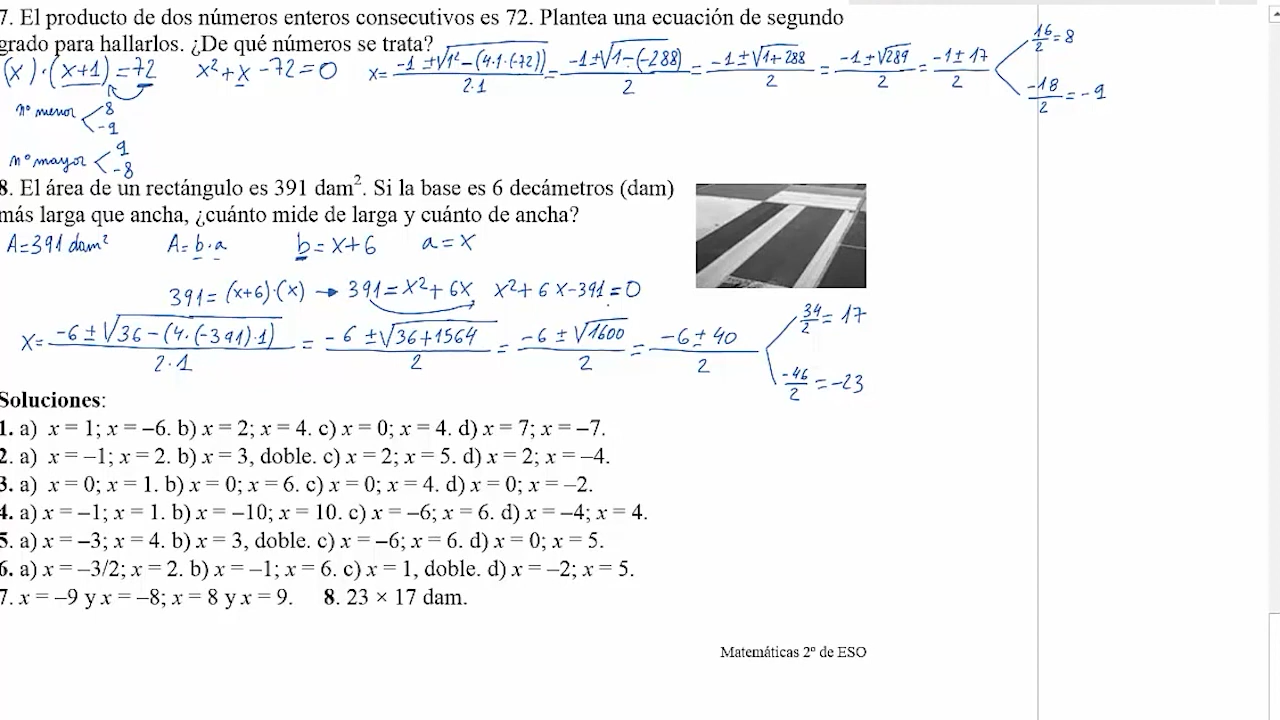 7. El producto de dos números enteros consecutivos es 72. Plantea una ecuación de segundo
grado para hallarlos. ¿De qué números se trata?
(x)·(x+1)=72 x²+x-72=0 x= (-1 ±√(1²-(4·1·(-72))))/(2·1) = (-1±√(1-(-288)))/2 = (-1±√(1+288))/2 = (-1±√289)/2 = (-1±17)/2
16/2=8
-18/2=-9
nº menor < 8
-9
nº mayor < 9
-8
8. El área de un rectángulo es 391 dam². Si la base es 6 decámetros (dam)
más larga que ancha, ¿cuánto mide de larga y cuánto de ancha?
A=391 dam² A=b·a b=x+6 a=x
391=(x+6)·(x) → 391=x²+6x x²+6x-391=0
x= (-6±√(36-(4·(-391)·1)))/(2·1) = (-6±√(36+1564))/2 = (-6±√1600)/2 = (-6±40)/2
34/2=17
-46/2=-23
Soluciones:
1. a) x = 1; x = –6. b) x = 2; x = 4. c) x = 0; x = 4. d) x = 7; x = –7.
2. a) x = –1; x = 2. b) x = 3, doble. c) x = 2; x = 5. d) x = 2; x = –4.
3. a) x = 0; x = 1. b) x = 0; x = 6. c) x = 0; x = 4. d) x = 0; x = –2.
4. a) x = –1; x = 1. b) x = –10; x = 10. c) x = –6; x = 6. d) x = –4; x = 4.
5. a) x = –3; x = 4. b) x = 3, doble. c) x = –6; x = 6. d) x = 0; x = 5.
6. a) x = –3/2; x = 2. b) x = –1; x = 6. c) x = 1, doble. d) x = –2; x = 5.
7. x = –9 y x = –8; x = 8 y x = 9. 8. 23 × 17 dam.
Matemáticas 2º de ESO